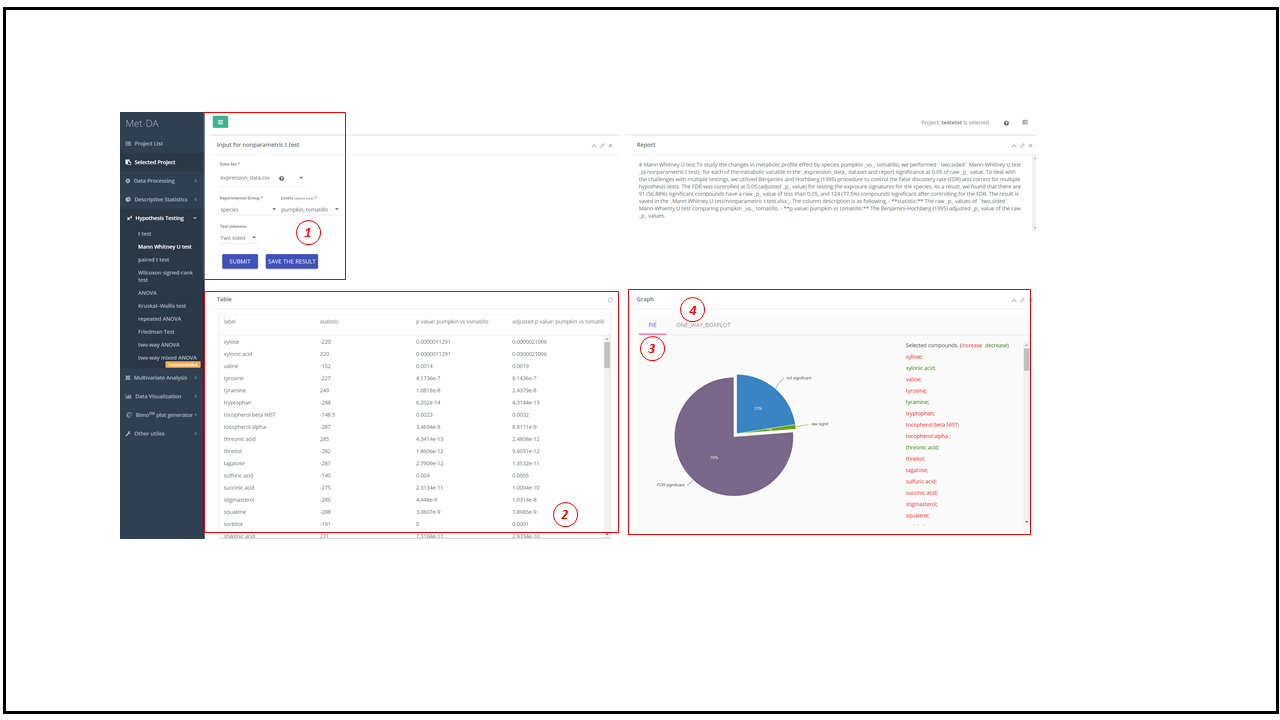 Met-DA
Project: testetst is selected.
Project List
Selected Project
Data Processing
Descriptive Statistics
Hypothesis Testing
t test
Mann Whitney U test
paired t test
Wilcoxon signed-rank
test
ANOVA
Kruskal–Wallis test
repeated ANOVA
Friedman Test
two-way ANOVA
two-way mixed ANOVA
Multivariate Analysis
Data Visualization
plot generator
Other utiles
Input for nonparametric t test
Data Set *
expression_data.csv
Experimental Group *
Levels
species
pumpkin, tomatillo
Test sideness:
Two sided
1
SUBMIT
SAVE THE RESULT
Report
# Mann Whitney U test To study the changes in metabolic profile effect by species pumpkin _vs._ tomatillo, we performed `two.sided` Mann-Whitney U test
_(a nonparametric t test)_ for each of the metabolic variable in the _expression_data_ dataset and report significance at 0.05 of raw _p_ value. To deal with
the challenges with multiple testings, we utilized Benjamini and Hochberg (1995) procedure to control the false discovery rate (FDR) and correct for multiple
hypothesis tests. The FDR was controlled at 0.05 (adjusted _p_ value) for testing the exposure signatures for the species. As a result, we found that there are
91 (56.88%) significant compounds have a raw _p_ value of less than 0.05, and 124 (77.5%) compounds significant after controlling for the FDR. The result is
saved in the _Mann Whitney U test/nonparametric t test.xlsx_. The column description is as following. - **statistic:** The raw _p_ values of `two.sided`
Mann-Whienty U test comparing pumpkin _vs._ tomatillo. - **p value: pumpkin vs tomatillo:** The Benjamini-Hochberg (1995) adjusted _p_ value of the raw
_p_ values.
Table
label statistic p value: pumpkin vs tomatillo adjusted p value: pumpkin vs tomatill
xylose -220 0.0000011291 0.0000021006
xylonic acid 220 0.0000011291 0.0000021006
valine -152 0.0014 0.0019
tyrosine -227 4.1736e-7 8.1436e-7
tyramine 249 1.0818e-8 2.4379e-8
tryptophan -288 6.202e-14 4.3144e-13
tocopherol beta NIST -148.5 0.0023 0.0032
tocopherol alpha- -287 3.4694e-9 8.8111e-9
threonic acid 285 4.3414e-13 2.4808e-12
threitol -282 1.8606e-12 9.6031e-12
tagatose -281 2.7909e-12 1.3532e-11
sulfuric acid -140 0.004 0.0055
succinic acid -275 2.3134e-11 1.0004e-10
stigmasterol -285 4.448e-9 1.0314e-8
squalene -288 3.0607e-9 7.8985e-9
sorbitol -191 0 0.0001
shikimic acid 271 7.5168e-11 2.9334e-10
2
Graph
4
PIE
ONE_WAY_BOXPLOT
3
not significant
23%
raw signif
76%
FDR significant
Selected compounds. (increase decrease)
xylose;
xylonic acid;
valine;
tyrosine;
tyramine;
tryptophan;
tocopherol beta NIST;
tocopherol alpha-;
threonic acid;
threitol;
tagatose;
sulfuric acid;
succinic acid;
stigmasterol;
squalene;